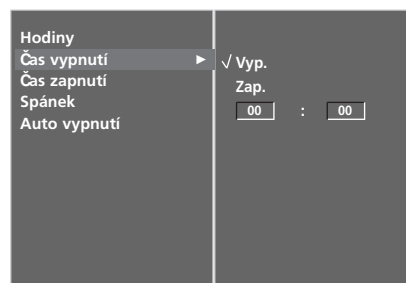 Hodiny
Čas vypnutí ►
Čas zapnutí
Spánek
Auto vypnutí
√ Vyp.
Zap.
00 : 00